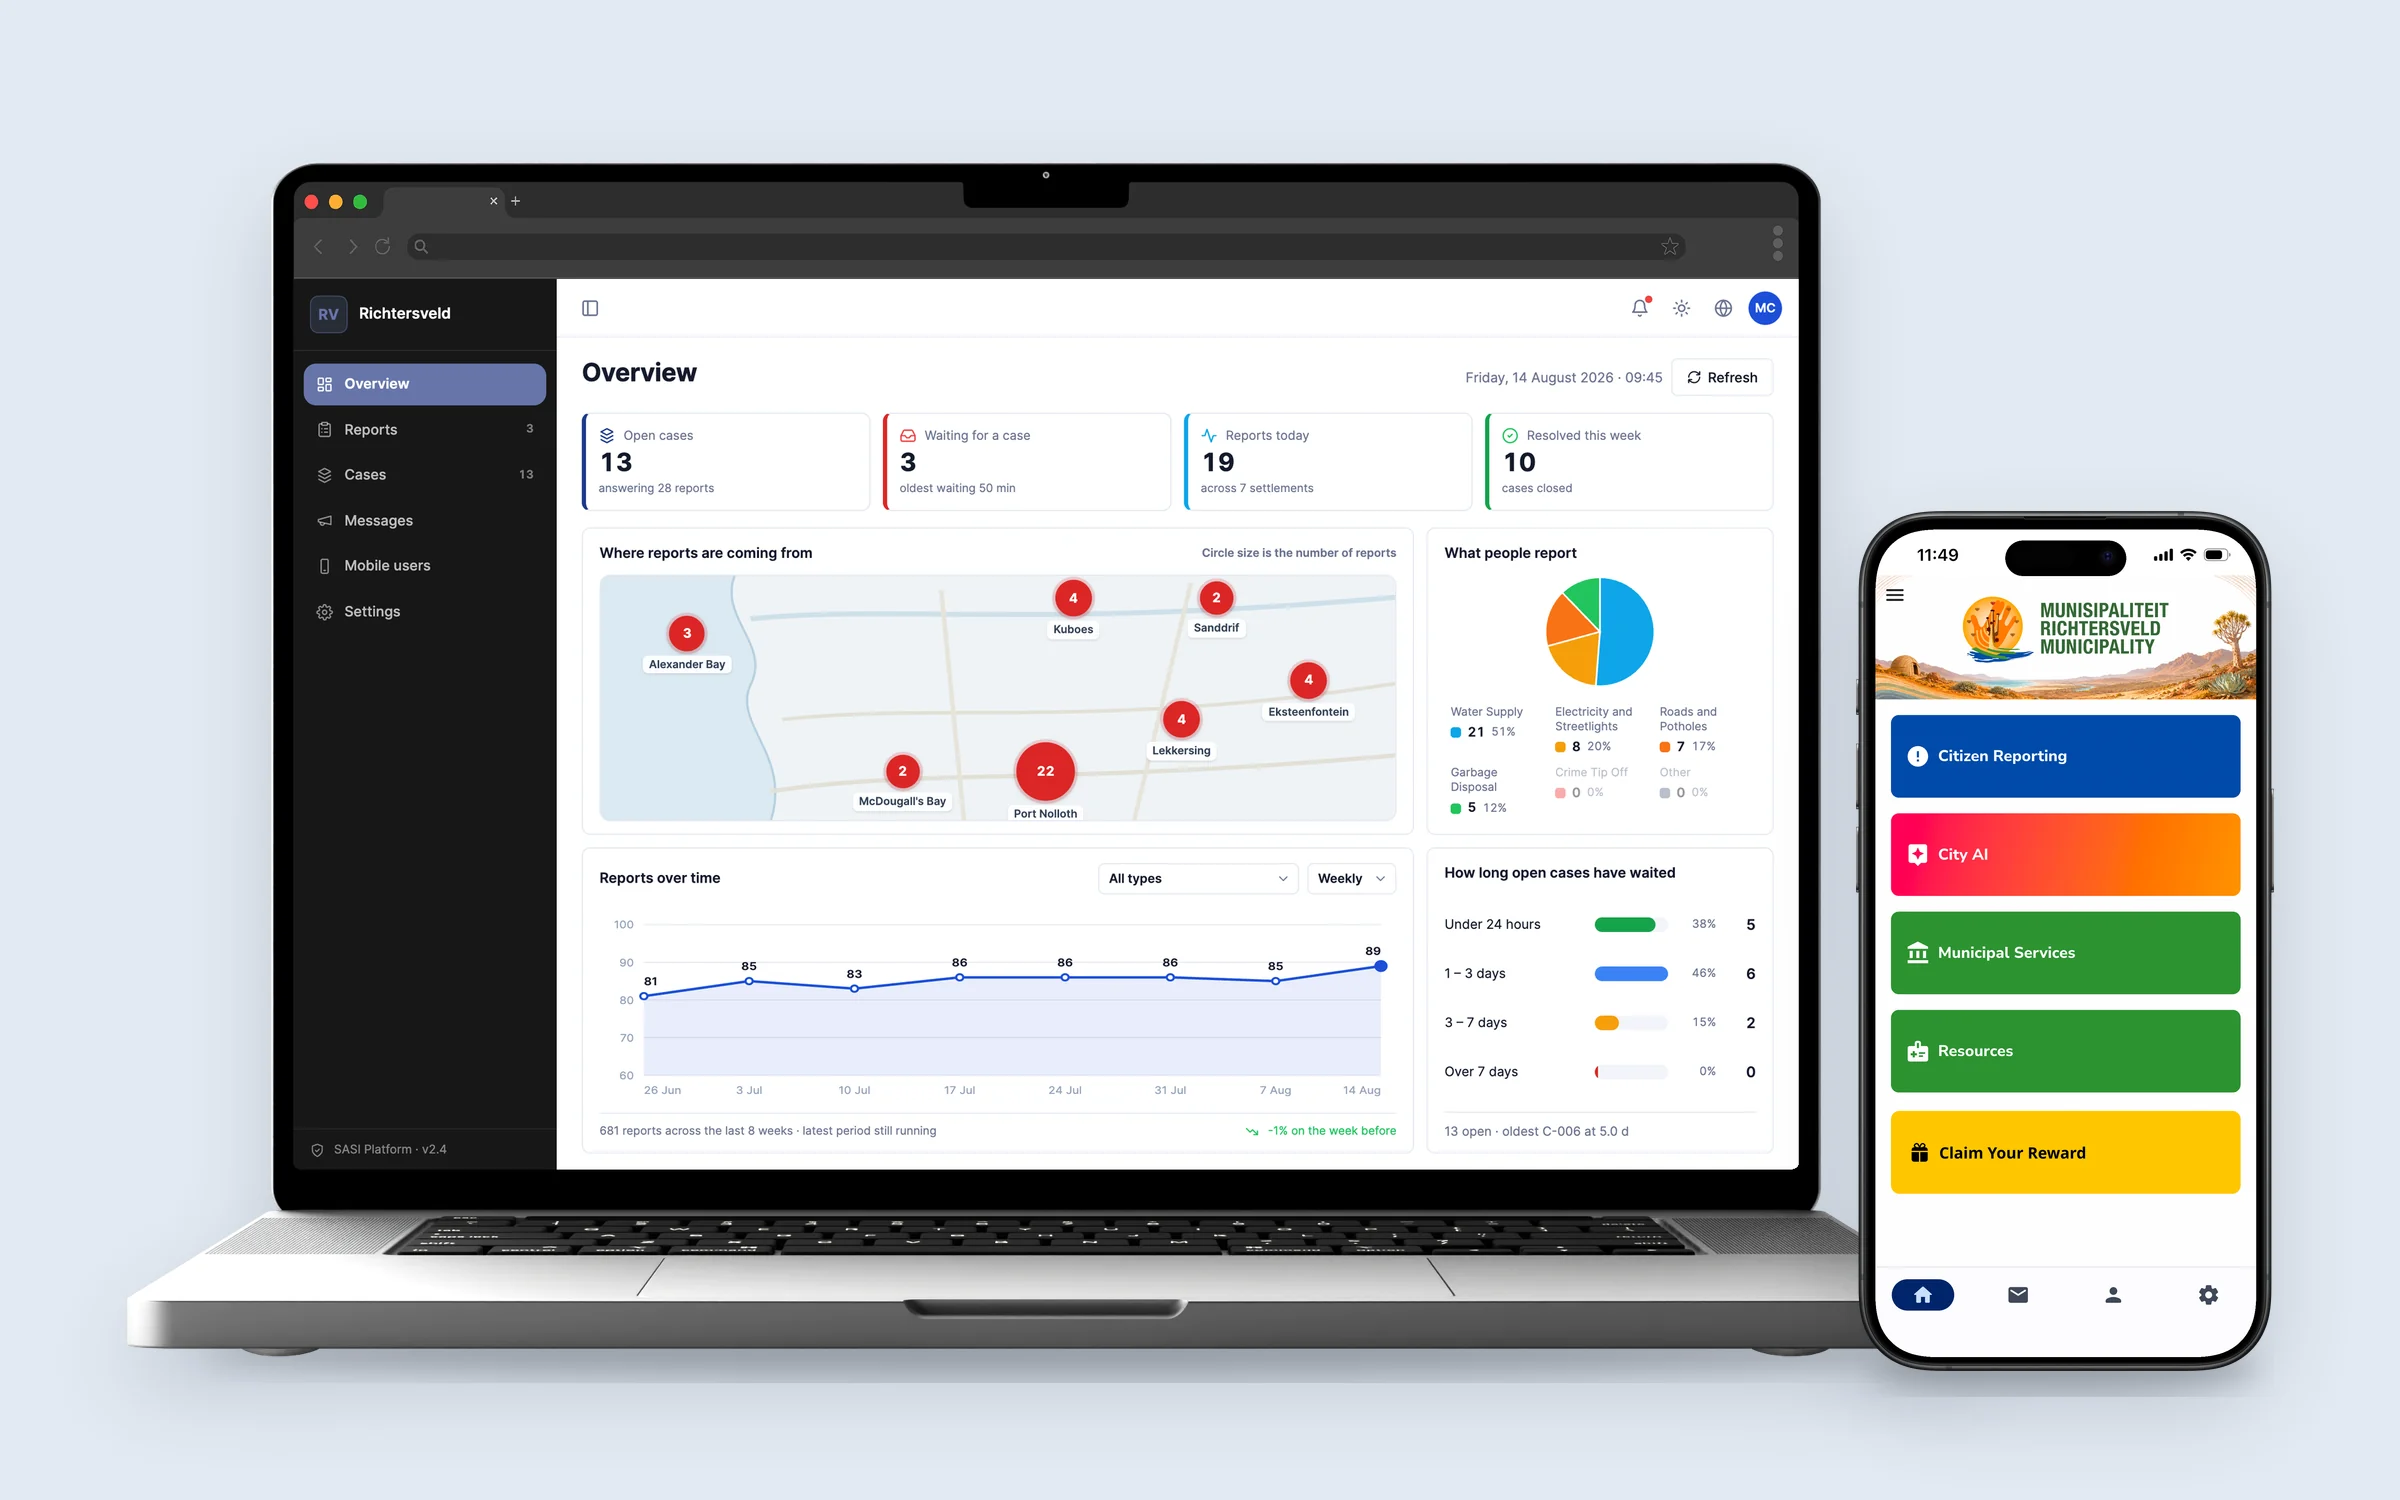 RV Richtersveld
Overview
Reports 3
Cases 13
Messages
Mobile users
Settings
SASI Platform · v2.4
MC
Overview
Friday, 14 August 2026 · 09:45 Refresh
Open cases
13
answering 28 reports
Waiting for a case
3
oldest waiting 50 min
Reports today
19
across 7 settlements
Resolved this week
10
cases closed
Where reports are coming from
Circle size is the number of reports
3
Alexander Bay
4
Kuboes
2
Sanddrif
4
Eksteenfontein
4
Lekkersing
2
McDougall's Bay
22
Port Nolloth
What people report
Water Supply
21 51%
Electricity and
Streetlights
8 20%
Roads and
Potholes
7 17%
Garbage
Disposal
5 12%
Crime Tip Off
0 0%
Other
0 0%
Reports over time
All types
Weekly
100
90
80
70
60
81
85
83
86
86
86
85
89
26 Jun
3 Jul
10 Jul
17 Jul
24 Jul
31 Jul
7 Aug
14 Aug
681 reports across the last 8 weeks · latest period still running
-1% on the week before
How long open cases have waited
Under 24 hours 38% 5
1 – 3 days 46% 6
3 – 7 days 15% 2
Over 7 days 0% 0
13 open · oldest C-006 at 5.0 d
11:49
MUNISIPALITEIT
RICHTERSVELD
MUNICIPALITY
Citizen Reporting
City AI
Municipal Services
Resources
Claim Your Reward